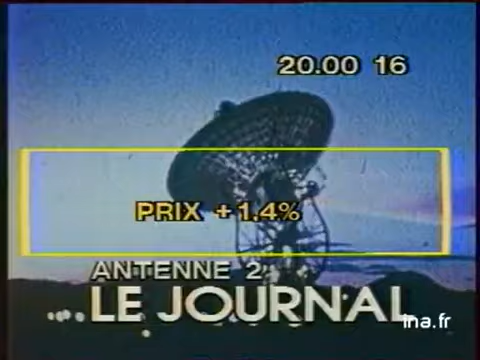 20.00 16
PRIX +1.4%
ANTENNE 2
...LE JOURNAL
ina.fr